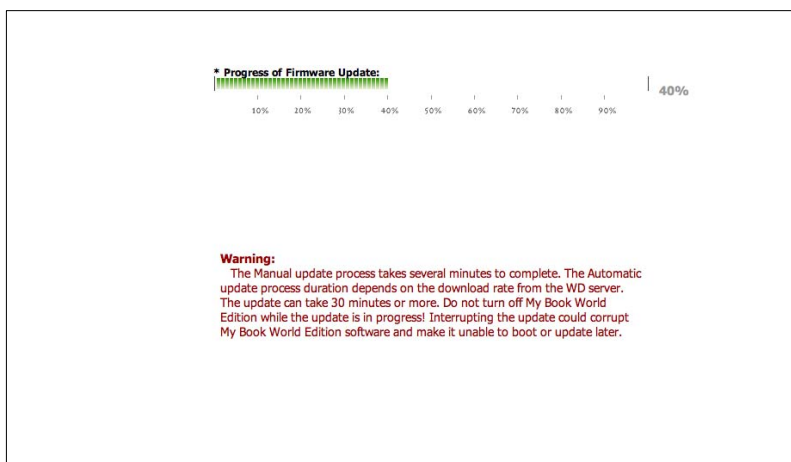 * Progress of Firmware Update:
40%
10% 20% 30% 40% 50% 60% 70% 80% 90%
Warning:
The Manual update process takes several minutes to complete. The Automatic
update process duration depends on the download rate from the WD server.
The update can take 30 minutes or more. Do not turn off My Book World
Edition while the update is in progress! Interrupting the update could corrupt
My Book World Edition software and make it unable to boot or update later.